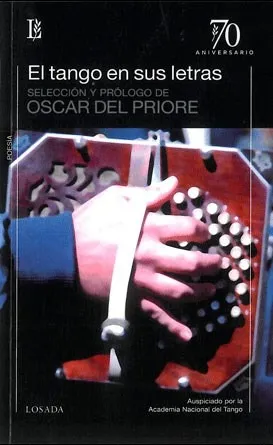 70
ANIVERSARIO
El tango en sus letras
SELECCIÓN Y PRÓLOGO DE
OSCAR DEL PRIORE
POESÍA
Auspiciado por la
Academia Nacional del Tango
LOSADA